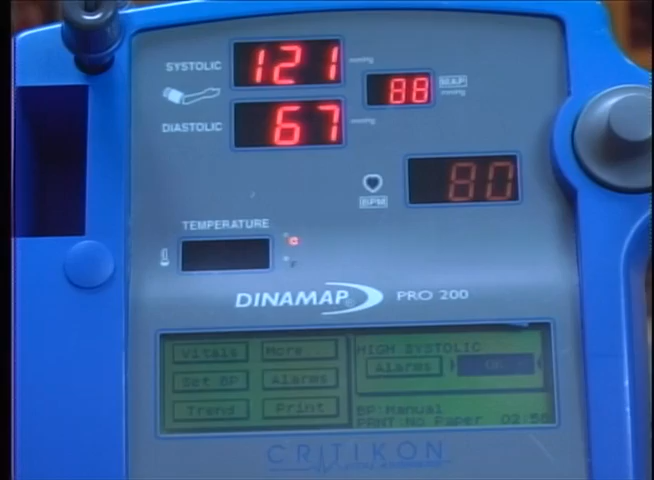 SYSTOLIC 121 mmHg
88 MAP mmHg
DIASTOLIC 67 mmHg
80
BPM
TEMPERATURE
C
F
DINAMAP PRO 200
Vitals More HIGH SYSTOLIC
Set BP Alarms Alarms OK
Trend Print
BP:Manual
PRNT:No Paper 02:58
CRITIKON